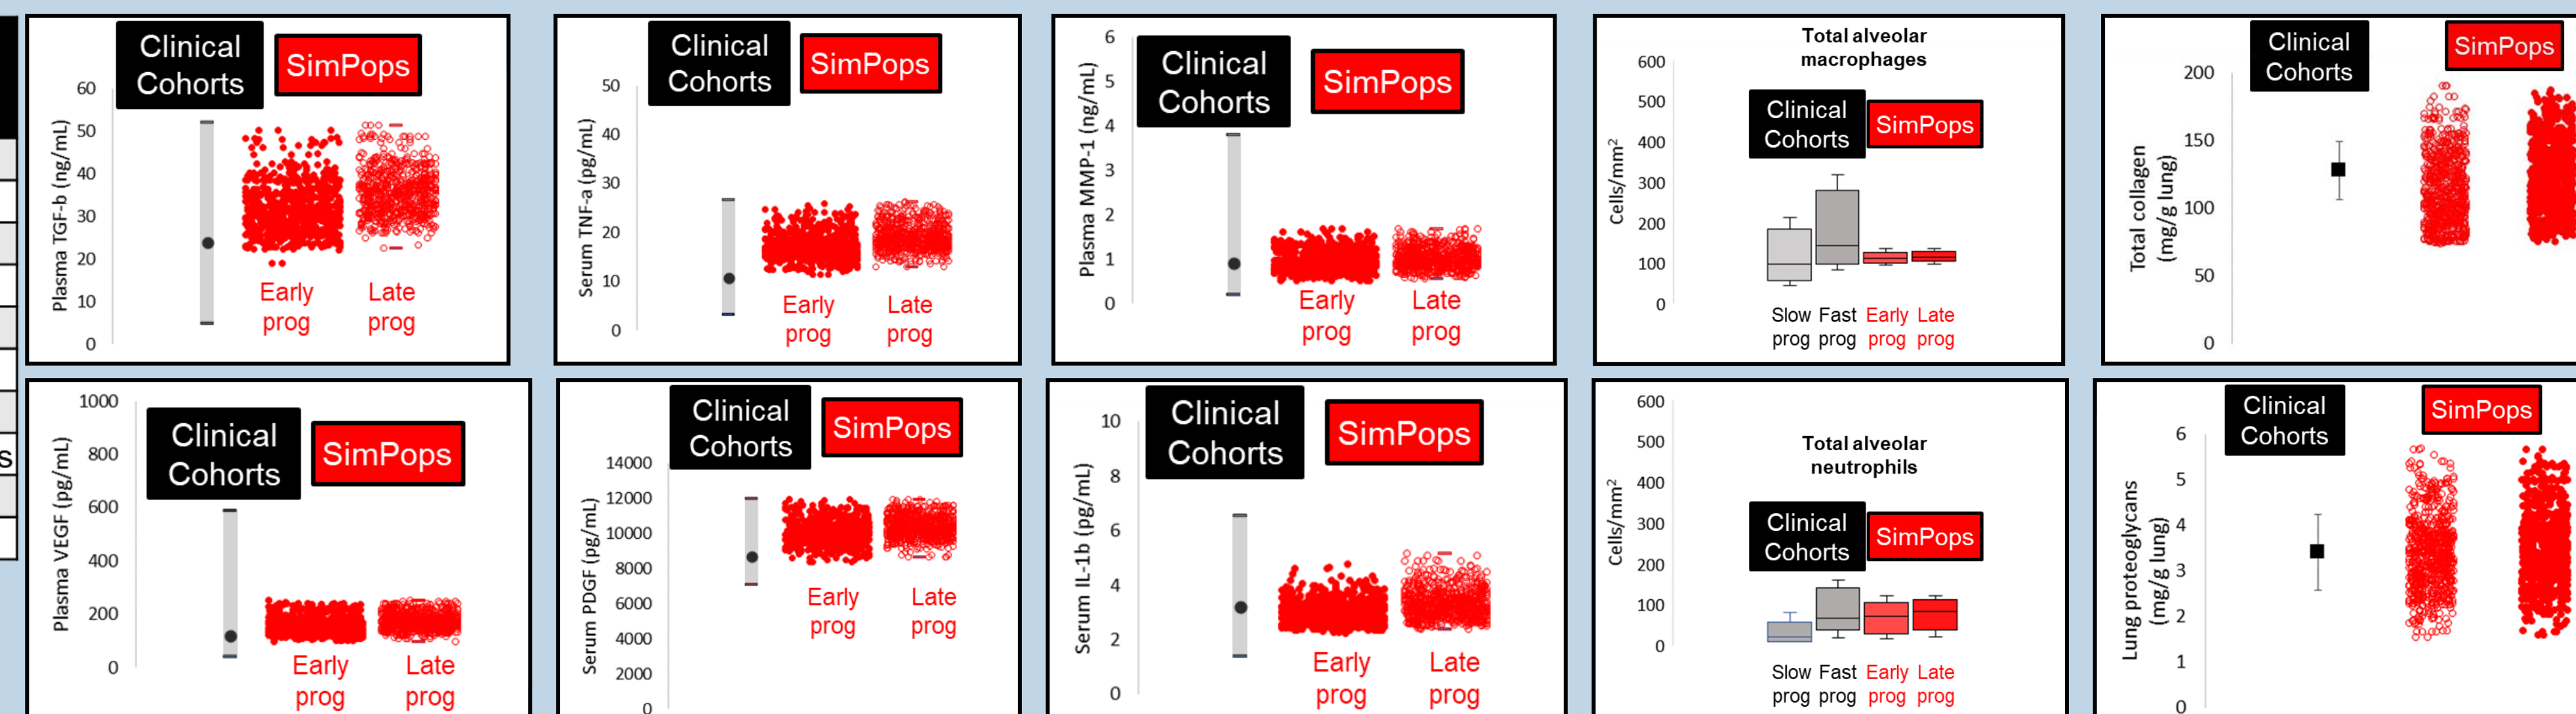 Clinical
Cohorts
SimPops
Plasma TGF-b (ng/mL)
60
50
40
30
20
10
0
Early
prog
Late
prog
Clinical
Cohorts
SimPops
Serum TNF-a (pg/mL)
50
40
30
20
10
0
Early
prog
Late
prog
Clinical
Cohorts
SimPops
Plasma MMP-1 (ng/mL)
6
5
4
3
2
1
0
Early
prog
Late
prog
Total alveolar
macrophages
Clinical
Cohorts
SimPops
Cells/mm²
600
500
400
300
200
100
0
Slow
prog
Fast
prog
Early
prog
Late
prog
Clinical
Cohorts
SimPops
Total collagen
(mg/g lung)
200
150
100
50
0
s
Clinical
Cohorts
SimPops
Plasma VEGF (pg/mL)
1000
800
600
400
200
0
Early
prog
Late
prog
Clinical
Cohorts
SimPops
Serum PDGF (pg/mL)
14000
12000
10000
8000
6000
4000
2000
0
Early
prog
Late
prog
Clinical
Cohorts
SimPops
Serum IL-1b (pg/mL)
10
8
6
4
2
0
Early
prog
Late
prog
Total alveolar
neutrophils
Clinical
Cohorts
SimPops
Cells/mm²
600
500
400
300
200
100
0
Slow
prog
Fast
prog
Early
prog
Late
prog
Clinical
Cohorts
SimPops
Lung proteoglycans
(mg/g lung)
6
5
4
3
2
1
0